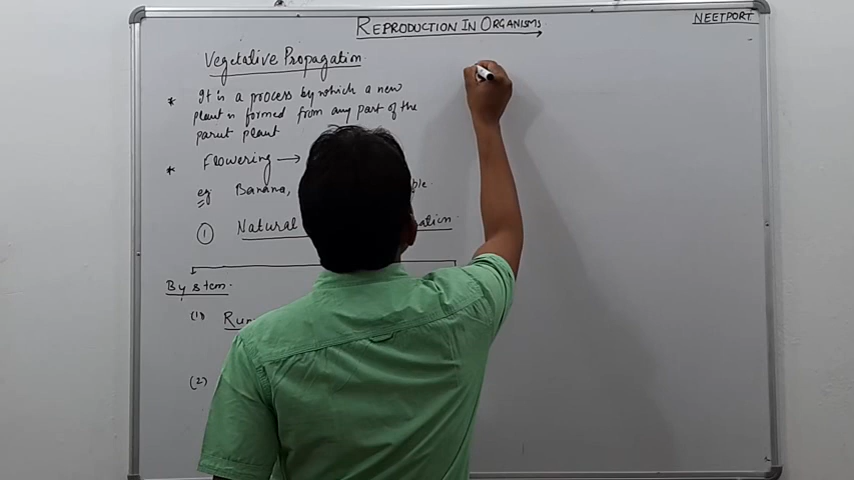 REPRODUCTION IN ORGANISMS
NEETPORT
Vegetative Propagation
* It is a process by which a new
plant is formed from any part of the
parent plant
* Flowering →
eg Banana,
① Natural
By stem
(1)
(2)